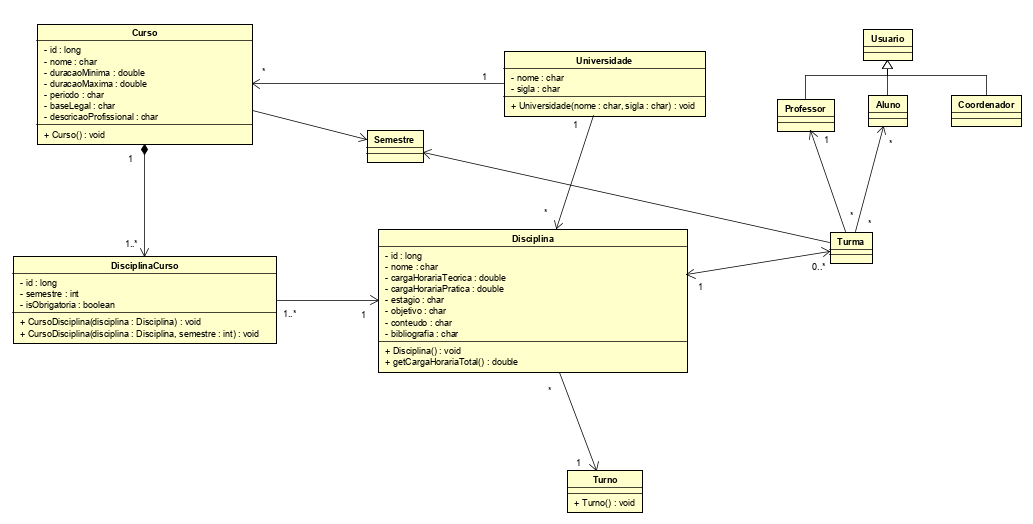 Curso
- id : long
- nome : char
- duracaoMinima : double
- duracaoMaxima : double
- periodo : char
- baseLegal : char
- descricaoProfissional : char
+ Curso() : void
*
1
Universidade
- nome : char
- sigla : char
+ Universidade(nome : char, sigla : char) : void
Usuario
Professor
Aluno
Coordenador
Semestre
1
1
*
1
*
*
*
Turma
0..*
1
1
1..*
DisciplinaCurso
- id : long
- semestre : int
- isObrigatoria : boolean
+ CursoDisciplina(disciplina : Disciplina) : void
+ CursoDisciplina(disciplina : Disciplina, semestre : int) : void
1..*
1
Disciplina
- id : long
- nome : char
- cargaHorariaTeorica : double
- cargaHorariaPratica : double
- estagio : char
- objetivo : char
- conteudo : char
- bibliografia : char
+ Disciplina() : void
+ getCargaHorariaTotal() : double
*
1
Turno
+ Turno() : void